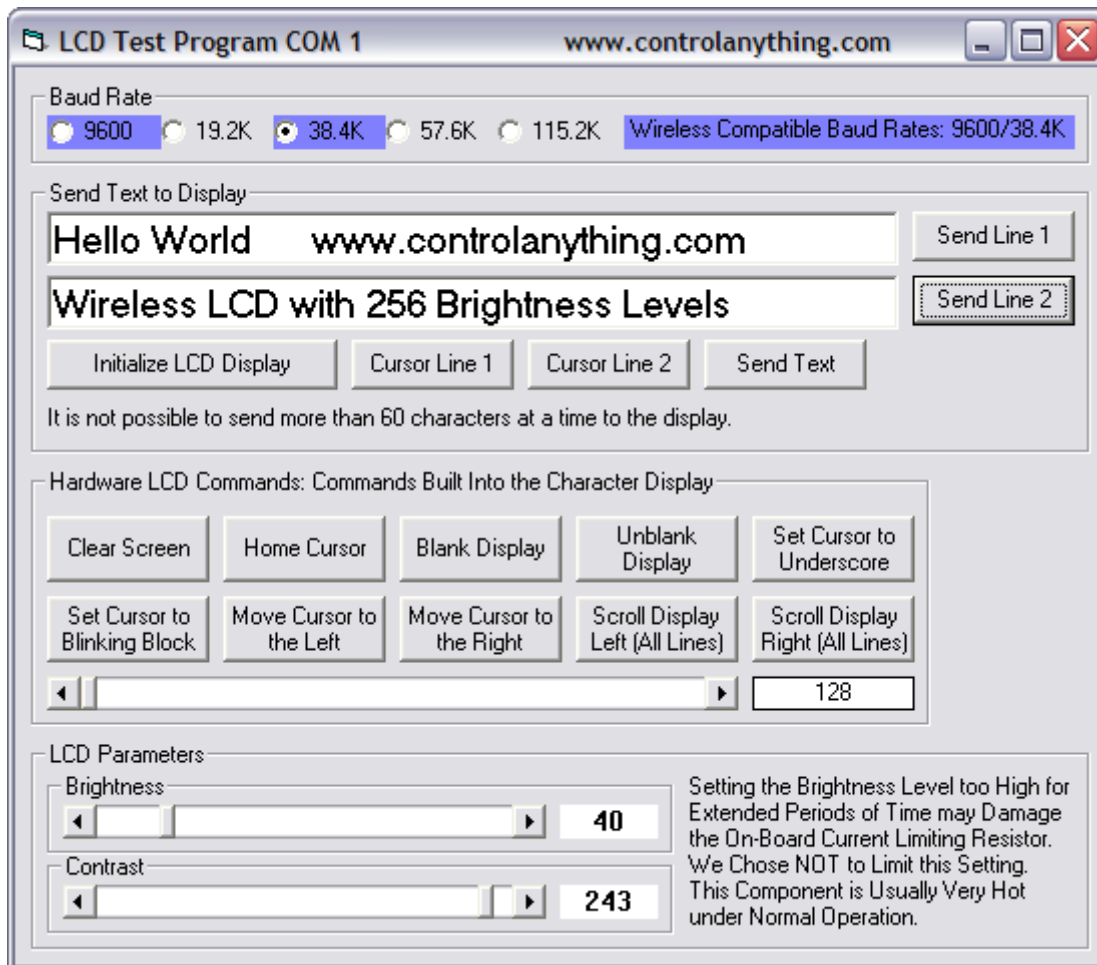 LCD Test Program COM 1 www.controlanything.com
Baud Rate
9600 19.2K 38.4K 57.6K 115.2K Wireless Compatible Baud Rates: 9600/38.4K
Send Text to Display
Hello World www.controlanything.com Send Line 1
Wireless LCD with 256 Brightness Levels Send Line 2
Initialize LCD Display Cursor Line 1 Cursor Line 2 Send Text
It is not possible to send more than 60 characters at a time to the display.
Hardware LCD Commands: Commands Built Into the Character Display
Clear Screen
Home Cursor
Blank Display
Unblank
Display
Set Cursor to
Underscore
Set Cursor to
Blinking Block
Move Cursor to
the Left
Move Cursor to
the Right
Scroll Display
Left (All Lines)
Scroll Display
Right (All Lines)
128
LCD Parameters
Brightness
40
Contrast
243
Setting the Brightness Level too High for
Extended Periods of Time may Damage
the On-Board Current Limiting Resistor.
We Chose NOT to Limit this Setting.
This Component is Usually Very Hot
under Normal Operation.